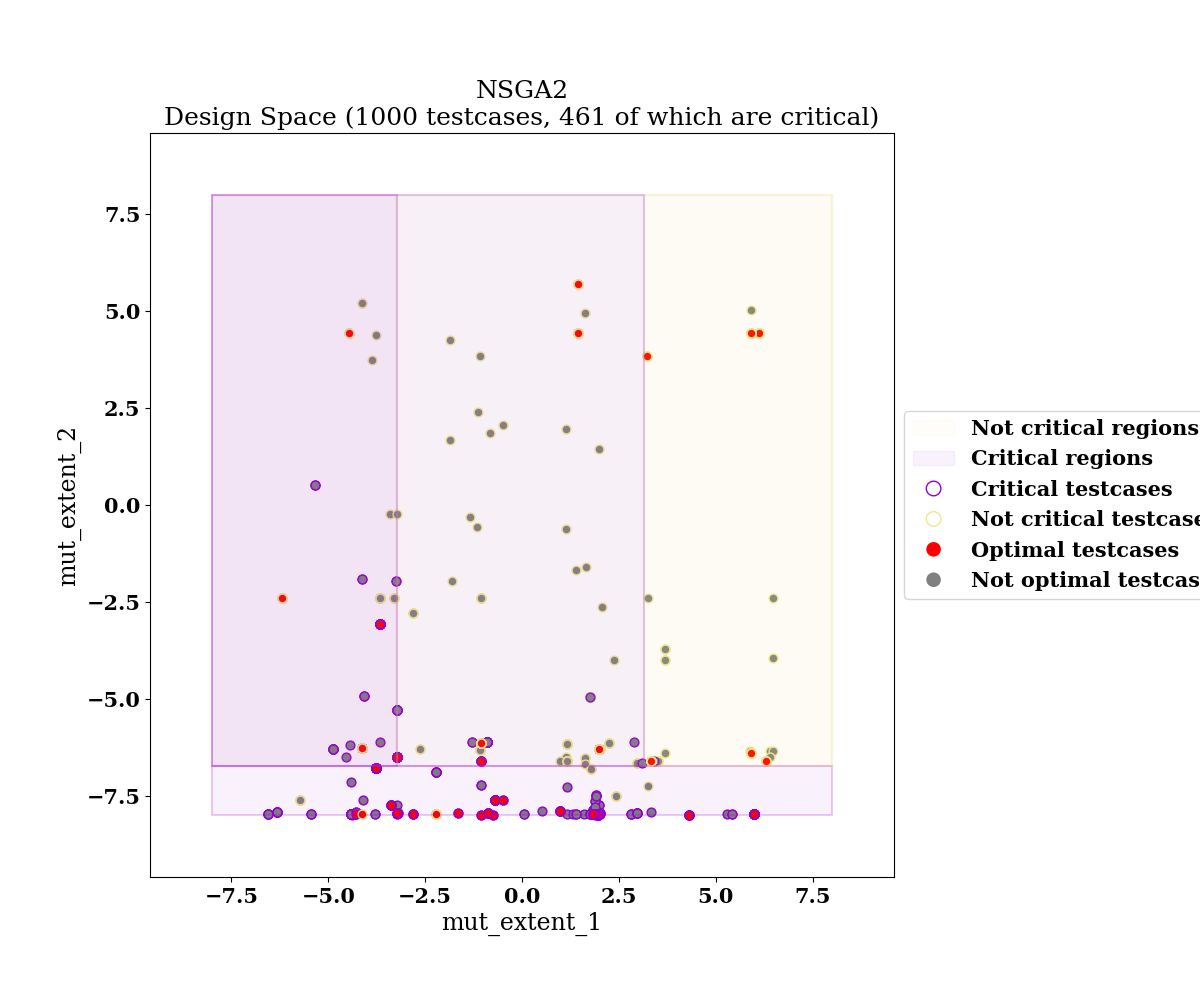 NSGA2
Design Space (1000 testcases, 461 of which are critical)
7.5
5.0
2.5
0.0
−2.5
−5.0
−7.5
mut_extent_2
−7.5 −5.0 −2.5 0.0 2.5 5.0 7.5
mut_extent_1
Not critical regions
Critical regions
Critical testcases
Not critical testcase
Optimal testcases
Not optimal testcas